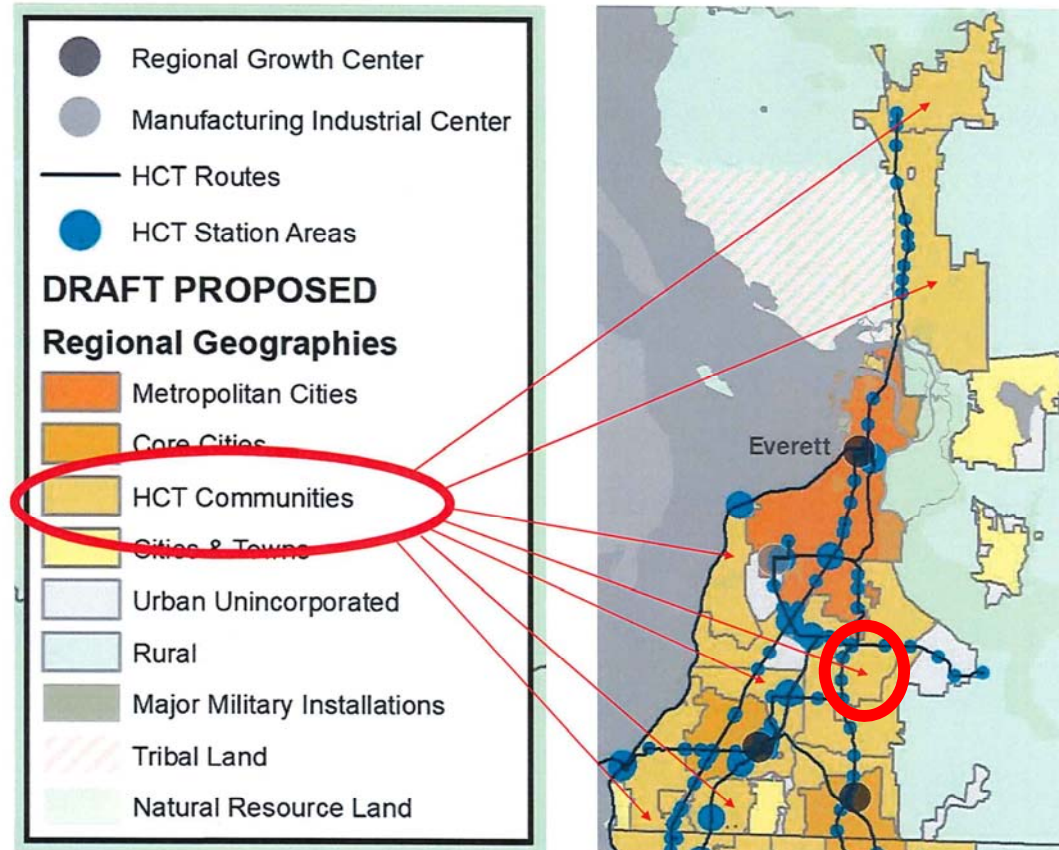 Regional Growth Center
Manufacturing Industrial Center
HCT Routes
HCT Station Areas
DRAFT PROPOSED
Regional Geographies
Metropolitan Cities
Core Cities
HCT Communities
Cities & Towns
Urban Unincorporated
Rural
Major Military Installations
Tribal Land
Natural Resource Land
Everett